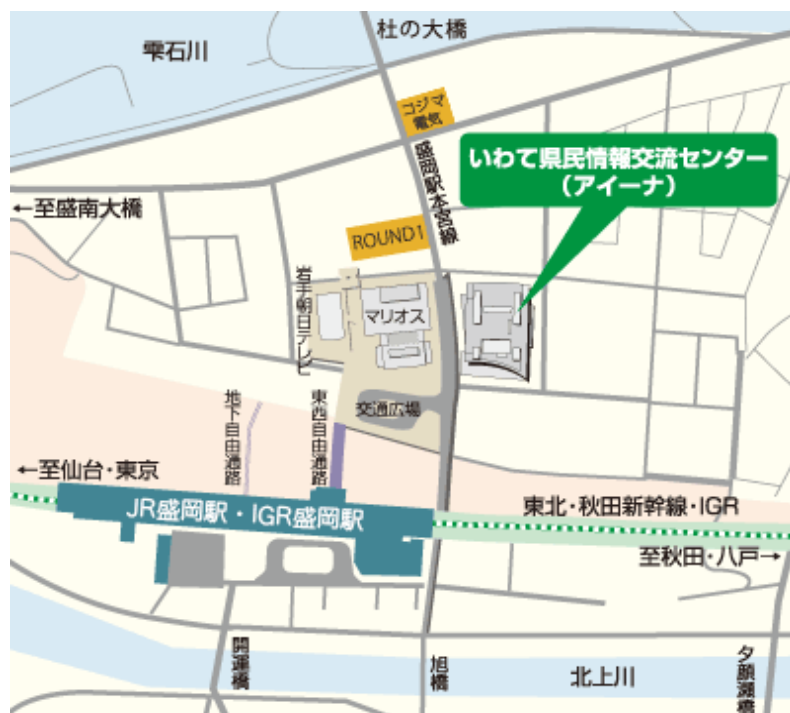 杜の大橋
雫石川
コジマ
電気
盛岡駅本宮線
いわて県民情報交流センター
（アイーナ）
←至盛南大橋
ROUND1
岩手朝日テレビ
マリオス
地下自由通路
東西自由通路
交通広場
←至仙台・東京
JR盛岡駅・IGR盛岡駅
東北・秋田新幹線・IGR
至秋田・八戸→
開運橋
旭橋
北上川
夕顔瀬橋